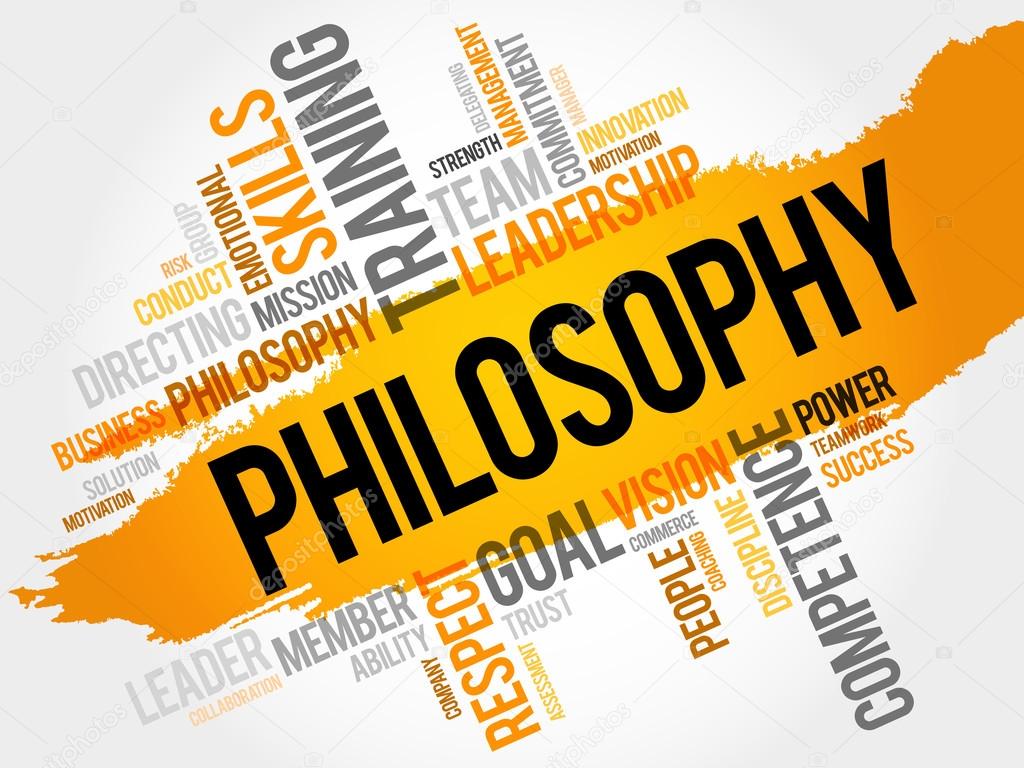 TRAINING
SKILLS
EMOTIONAL
GROUP
RISK
CONDUCT
MISSION
DIRECTING
PHILOSOPHY
BUSINESS
SOLUTION
MOTIVATION
DELEGATING
MANAGEMENT
COMMITMENT
MANAGER
INNOVATION
MOTIVATION
STRENGTH
TEAM
LEADERSHIP
PHILOSOPHY
POWER
TEAMWORK
SUCCESS
COMPETENCE
VISION
COMMERCE
DISCIPLINE
COACHING
PEOPLE
GOAL
TRUST
RESPECT
ASSESSMENT
COMPANY
ABILITY
MEMBER
LEADER
COLLABORATION
depositphotos